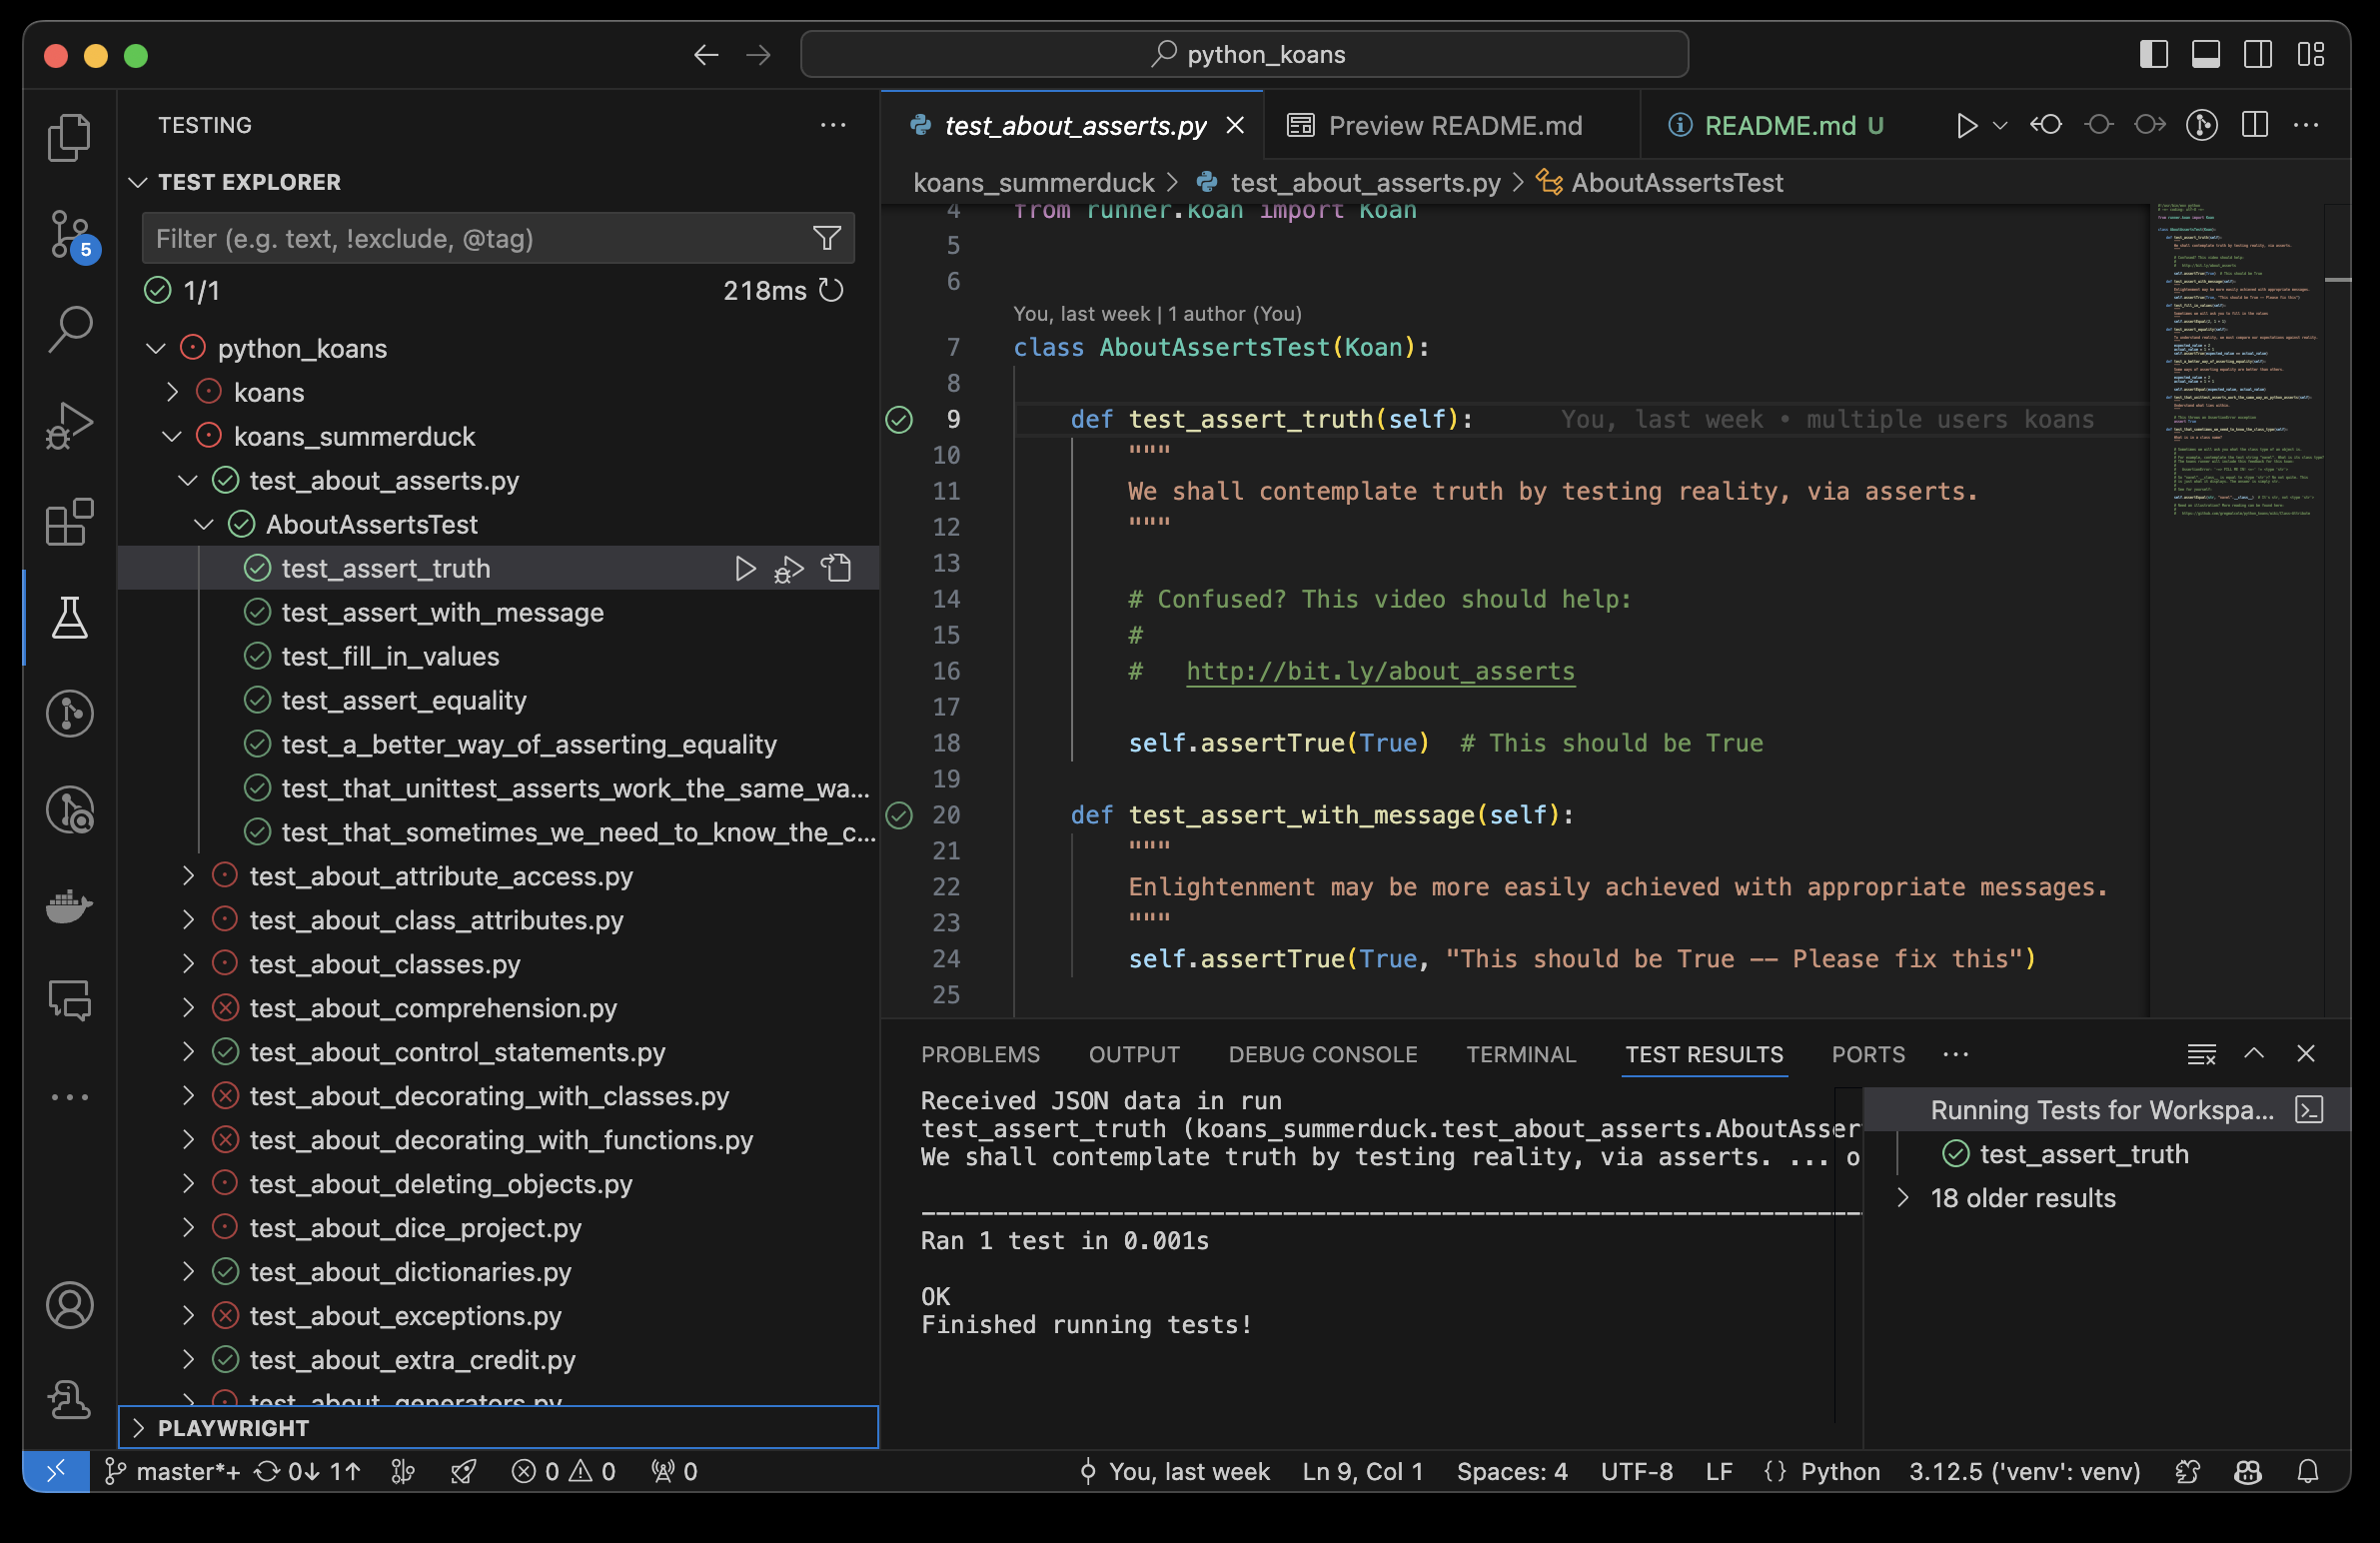 python_koans
TESTING
TEST EXPLORER
Filter (e.g. text, !exclude, @tag)
1/1
218ms
python_koans
koans
koans_summerduck
test_about_asserts.py
AboutAssertsTest
test_assert_truth
test_assert_with_message
test_fill_in_values
test_assert_equality
test_a_better_way_of_asserting_equality
test_that_unittest_asserts_work_the_same_wa...
test_that_sometimes_we_need_to_know_the_c...
test_about_attribute_access.py
test_about_class_attributes.py
test_about_classes.py
test_about_comprehension.py
test_about_control_statements.py
test_about_decorating_with_classes.py
test_about_decorating_with_functions.py
test_about_deleting_objects.py
test_about_dice_project.py
test_about_dictionaries.py
test_about_exceptions.py
test_about_extra_credit.py
test_about_generators.py
PLAYWRIGHT
5
test_about_asserts.py
Preview README.md
README.md U
koans_summerduck > test_about_asserts.py > AboutAssertsTest
4 from runner.koan import Koan
5
6
You, last week | 1 author (You)
7 class AboutAssertsTest(Koan):
8
9 def test_assert_truth(self): You, last week • multiple users koans
10 """
11 We shall contemplate truth by testing reality, via asserts.
12 """
13
14 # Confused? This video should help:
15 #
16 # http://bit.ly/about_asserts
17
18 self.assertTrue(True) # This should be True
19
20 def test_assert_with_message(self):
21 """
22 Enlightenment may be more easily achieved with appropriate messages.
23 """
24 self.assertTrue(True, "This should be True -- Please fix this")
25
PROBLEMS OUTPUT DEBUG CONSOLE TERMINAL TEST RESULTS PORTS
Received JSON data in run
test_assert_truth (koans_summerduck.test_about_asserts.AboutAsser
We shall contemplate truth by testing reality, via asserts. ... o
----------------------------------------------------------------------
Ran 1 test in 0.001s
OK
Finished running tests!
Running Tests for Workspa...
test_assert_truth
18 older results
master*+ 0↓ 1↑ 0 0 0 You, last week Ln 9, Col 1 Spaces: 4 UTF-8 LF {} Python 3.12.5 ('venv': venv)